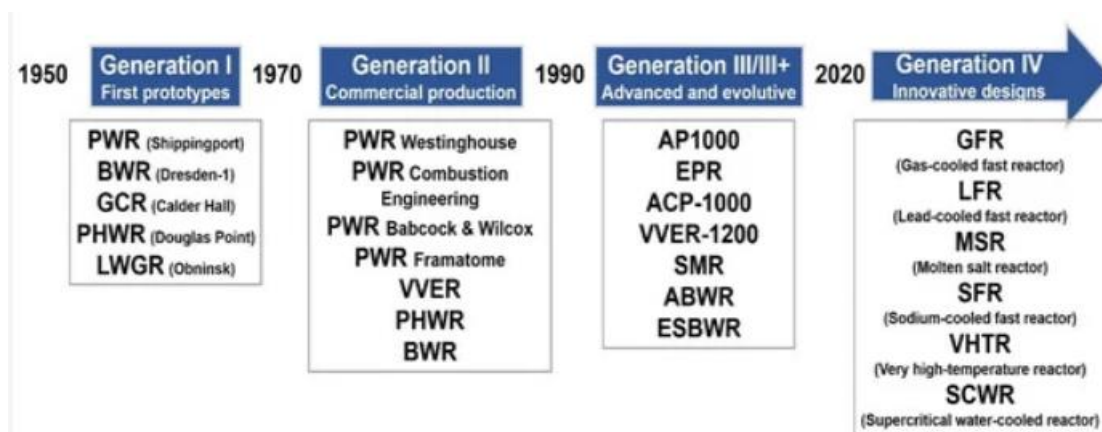 1950
Generation I
First prototypes
1970
Generation II
Commercial production
1990
Generation III/III+
Advanced and evolutive
2020
Generation IV
Innovative designs
PWR (Shippingport)
BWR (Dresden-1)
GCR (Calder Hall)
PHWR (Douglas Point)
LWGR (Obninsk)
PWR Westinghouse
PWR Combustion
Engineering
PWR Babcock & Wilcox
PWR Framatome
VVER
PHWR
BWR
AP1000
EPR
ACP-1000
VVER-1200
SMR
ABWR
ESBWR
GFR
(Gas-cooled fast reactor)
LFR
(Lead-cooled fast reactor)
MSR
(Molten salt reactor)
SFR
(Sodium-cooled fast reactor)
VHTR
(Very high-temperature reactor)
SCWR
(Supercritical water-cooled reactor)